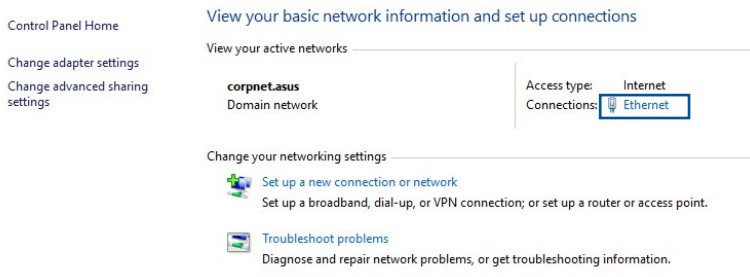 View your basic network information and set up connections
Control Panel Home
Change adapter settings
Change advanced sharing
settings
View your active networks
corpnet.asus
Domain network
Access type: Internet
Connections: Ethernet
Change your networking settings
Set up a new connection or network
Set up a broadband, dial-up, or VPN connection; or set up a router or access point.
Troubleshoot problems
Diagnose and repair network problems, or get troubleshooting information.